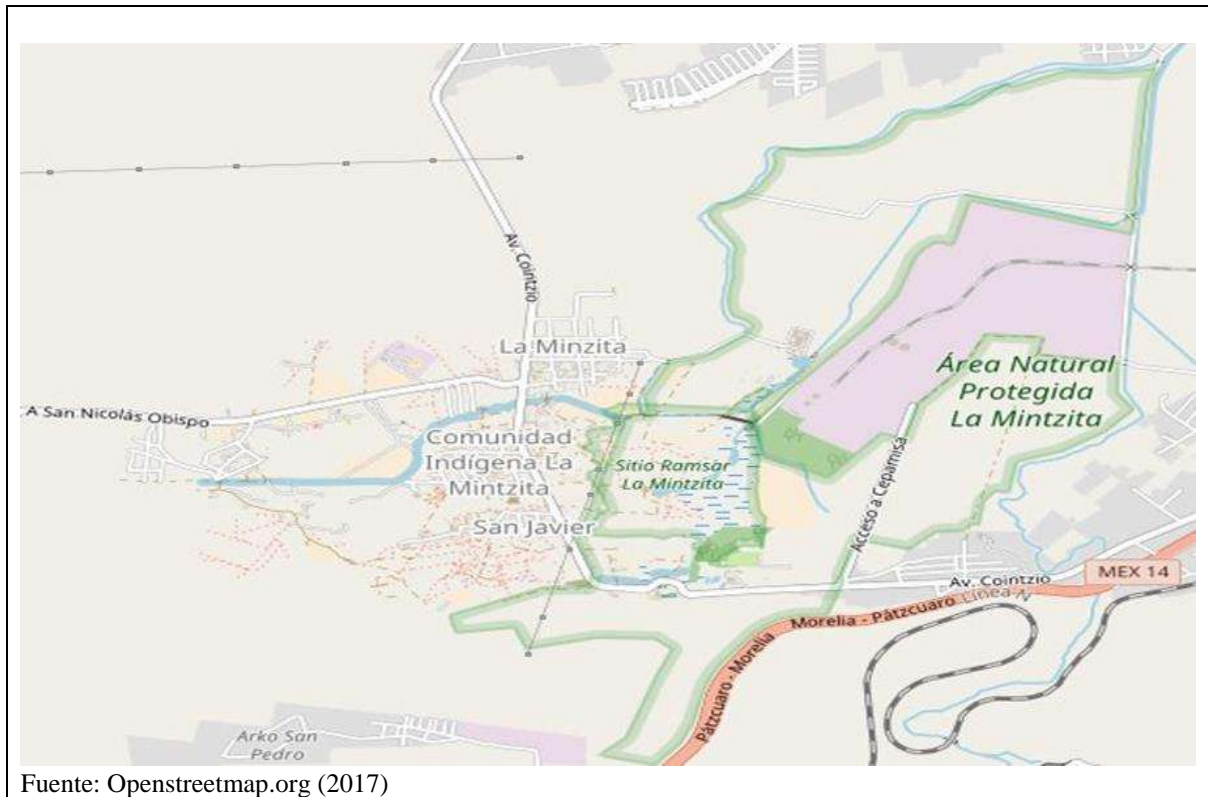 Av. Cointzio
La Minzita
Área Natural
Protegida
La Mintzita
A San Nicolás Obispo
Comunidad
Indígena La
Mintzita
Sitio Ramsar
La Mintzita
Acceso a Cepamisa
San Javier
Av. Cointzio
MEX 14
Morelia - Pátzcuaro
Línea N
Pátzcuaro - Morelia
Arko San
Pedro
Fuente: Openstreetmap.org (2017)